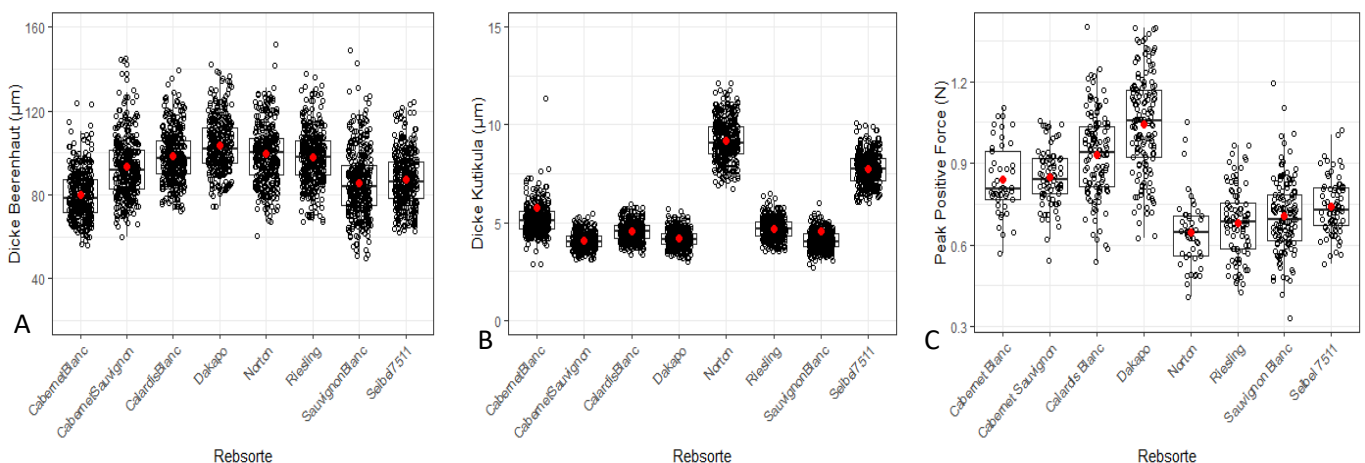 160
120
80
40
Dicke Beerenhaut (µm)
A
CabernetBlanc
CabernetSauvignon
CalardisBlanc
Dakapo
Norton
Riesling
SauvignonBlanc
Seibel7511
Rebsorte
15
10
5
0
Dicke Kutikula (µm)
B
CabernetBlanc
CabernetSauvignon
CalardisBlanc
Dakapo
Norton
Riesling
SauvignonBlanc
Seibel7511
Rebsorte
1.2
0.9
0.6
0.3
Peak Positive Force (N)
C
Cabernet Blanc
Cabernet Sauvignon
Calardis Blanc
Dakapo
Norton
Riesling
Sauvignon Blanc
Seibel 7511
Rebsorte